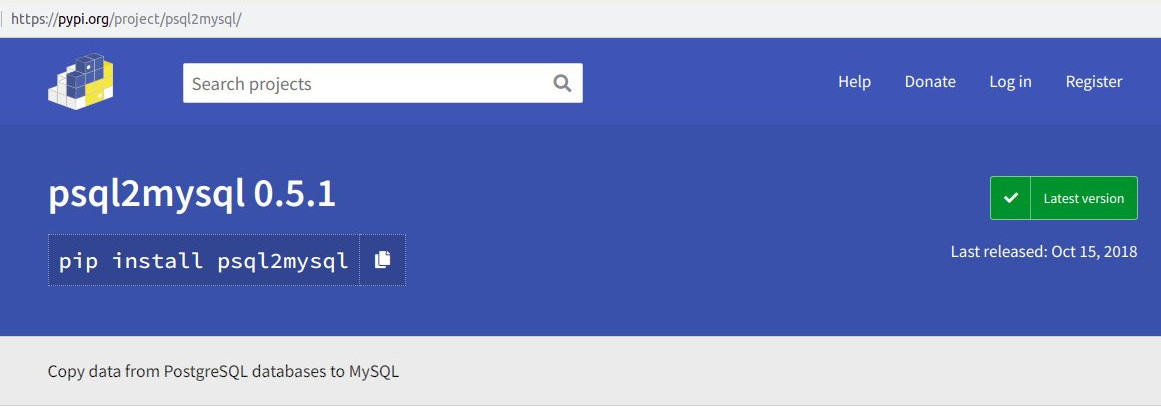 https://pypi.org/project/psql2mysql/
Search projects
Help Donate Log in Register
psql2mysql 0.5.1
Latest version
pip install psql2mysql
Last released: Oct 15, 2018
Copy data from PostgreSQL databases to MySQL